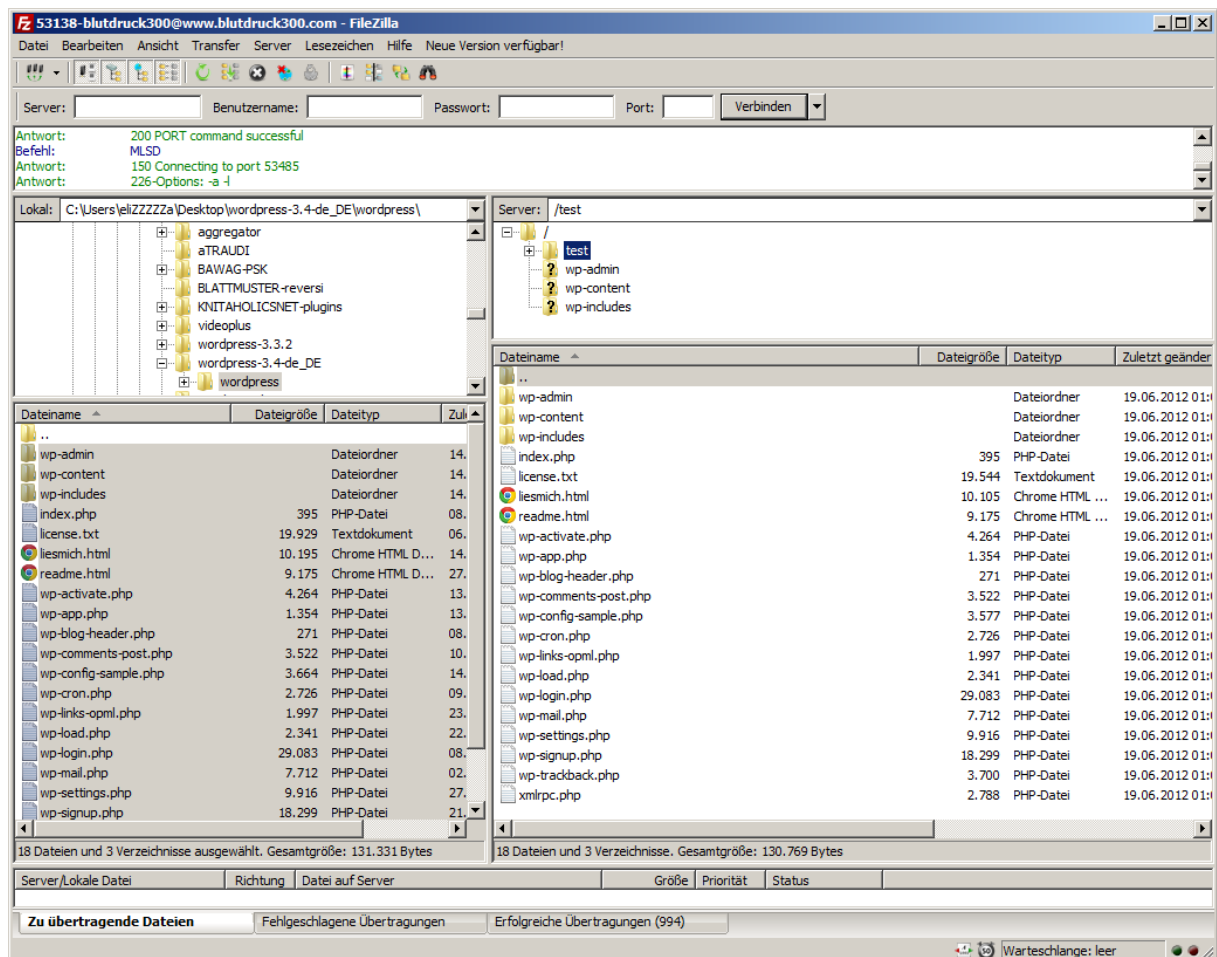 53138-blutdruck300@www.blutdruck300.com - FileZilla
Datei Bearbeiten Ansicht Transfer Server Lesezeichen Hilfe Neue Version verfügbar!
Server: Benutzername: Passwort: Port: Verbinden
Antwort: 200 PORT command successful
Befehl: MLSD
Antwort: 150 Connecting to port 53485
Antwort: 226-Options: -a -l
Lokal: C:\Users\eliZZZZZa\Desktop\wordpress-3.4-de_DE\wordpress\
aggregator
aTRAUDI
BAWAG-PSK
BLATTMUSTER-reversi
KNITAHOLICSNET-plugins
videoplus
wordpress-3.3.2
wordpress-3.4-de_DE
wordpress
Dateiname Dateigröße Dateityp
..
wp-admin Dateiordner 14.
wp-content Dateiordner 14.
wp-includes Dateiordner 14.
index.php 395 PHP-Datei 08.
license.txt 19.929 Textdokument 06.
liesmich.html 10.195 Chrome HTML D... 14.
readme.html 9.175 Chrome HTML D... 27.
wp-activate.php 4.264 PHP-Datei 13.
wp-app.php 1.354 PHP-Datei 13.
wp-blog-header.php 271 PHP-Datei 08.
wp-comments-post.php 3.522 PHP-Datei 10.
wp-config-sample.php 3.664 PHP-Datei 14.
wp-cron.php 2.726 PHP-Datei 09.
wp-links-opml.php 1.997 PHP-Datei 23.
wp-load.php 2.341 PHP-Datei 22.
wp-login.php 29.083 PHP-Datei 08.
wp-mail.php 7.712 PHP-Datei 02.
wp-settings.php 9.916 PHP-Datei 27.
wp-signup.php 18.299 PHP-Datei 21.
18 Dateien und 3 Verzeichnisse ausgewählt. Gesamtgröße: 131.331 Bytes
Server: /test
/
test
wp-admin
wp-content
wp-includes
Dateiname Dateigröße Dateityp Zuletzt geänder
..
wp-admin Dateiordner 19.06.2012 01:
wp-content Dateiordner 19.06.2012 01:
wp-includes Dateiordner 19.06.2012 01:
index.php 395 PHP-Datei 19.06.2012 01:
license.txt 19.544 Textdokument 19.06.2012 01:
liesmich.html 10.105 Chrome HTML ... 19.06.2012 01:
readme.html 9.175 Chrome HTML ... 19.06.2012 01:
wp-activate.php 4.264 PHP-Datei 19.06.2012 01:
wp-app.php 1.354 PHP-Datei 19.06.2012 01:
wp-blog-header.php 271 PHP-Datei 19.06.2012 01:
wp-comments-post.php 3.522 PHP-Datei 19.06.2012 01:
wp-config-sample.php 3.577 PHP-Datei 19.06.2012 01:
wp-cron.php 2.726 PHP-Datei 19.06.2012 01:
wp-links-opml.php 1.997 PHP-Datei 19.06.2012 01:
wp-load.php 2.341 PHP-Datei 19.06.2012 01:
wp-login.php 29.083 PHP-Datei 19.06.2012 01:
wp-mail.php 7.712 PHP-Datei 19.06.2012 01:
wp-settings.php 9.916 PHP-Datei 19.06.2012 01:
wp-signup.php 18.299 PHP-Datei 19.06.2012 01:
wp-trackback.php 3.700 PHP-Datei 19.06.2012 01:
xmlrpc.php 2.788 PHP-Datei 19.06.2012 01:
18 Dateien und 3 Verzeichnisse. Gesamtgröße: 130.769 Bytes
Server/Lokale Datei Richtung Datei auf Server Größe Priorität Status
Zu übertragende Dateien Fehlgeschlagene Übertragungen Erfolgreiche Übertragungen (994)
Warteschlange: leer